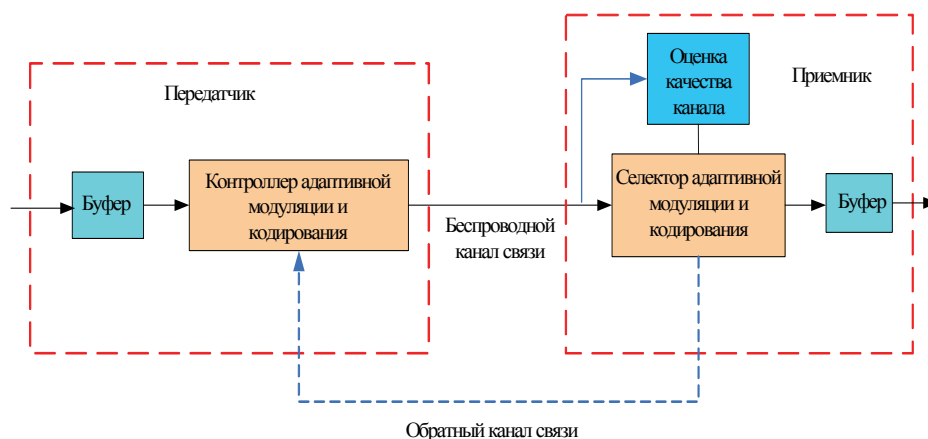 Передатчик
Буфер
Контроллер адаптивной
модуляции и
кодирования
Беспроводной
канал связи
Оценка
качества
канала
Приемник
Селектор адаптивной
модуляции и
кодирования
Буфер
Обратный канал связи